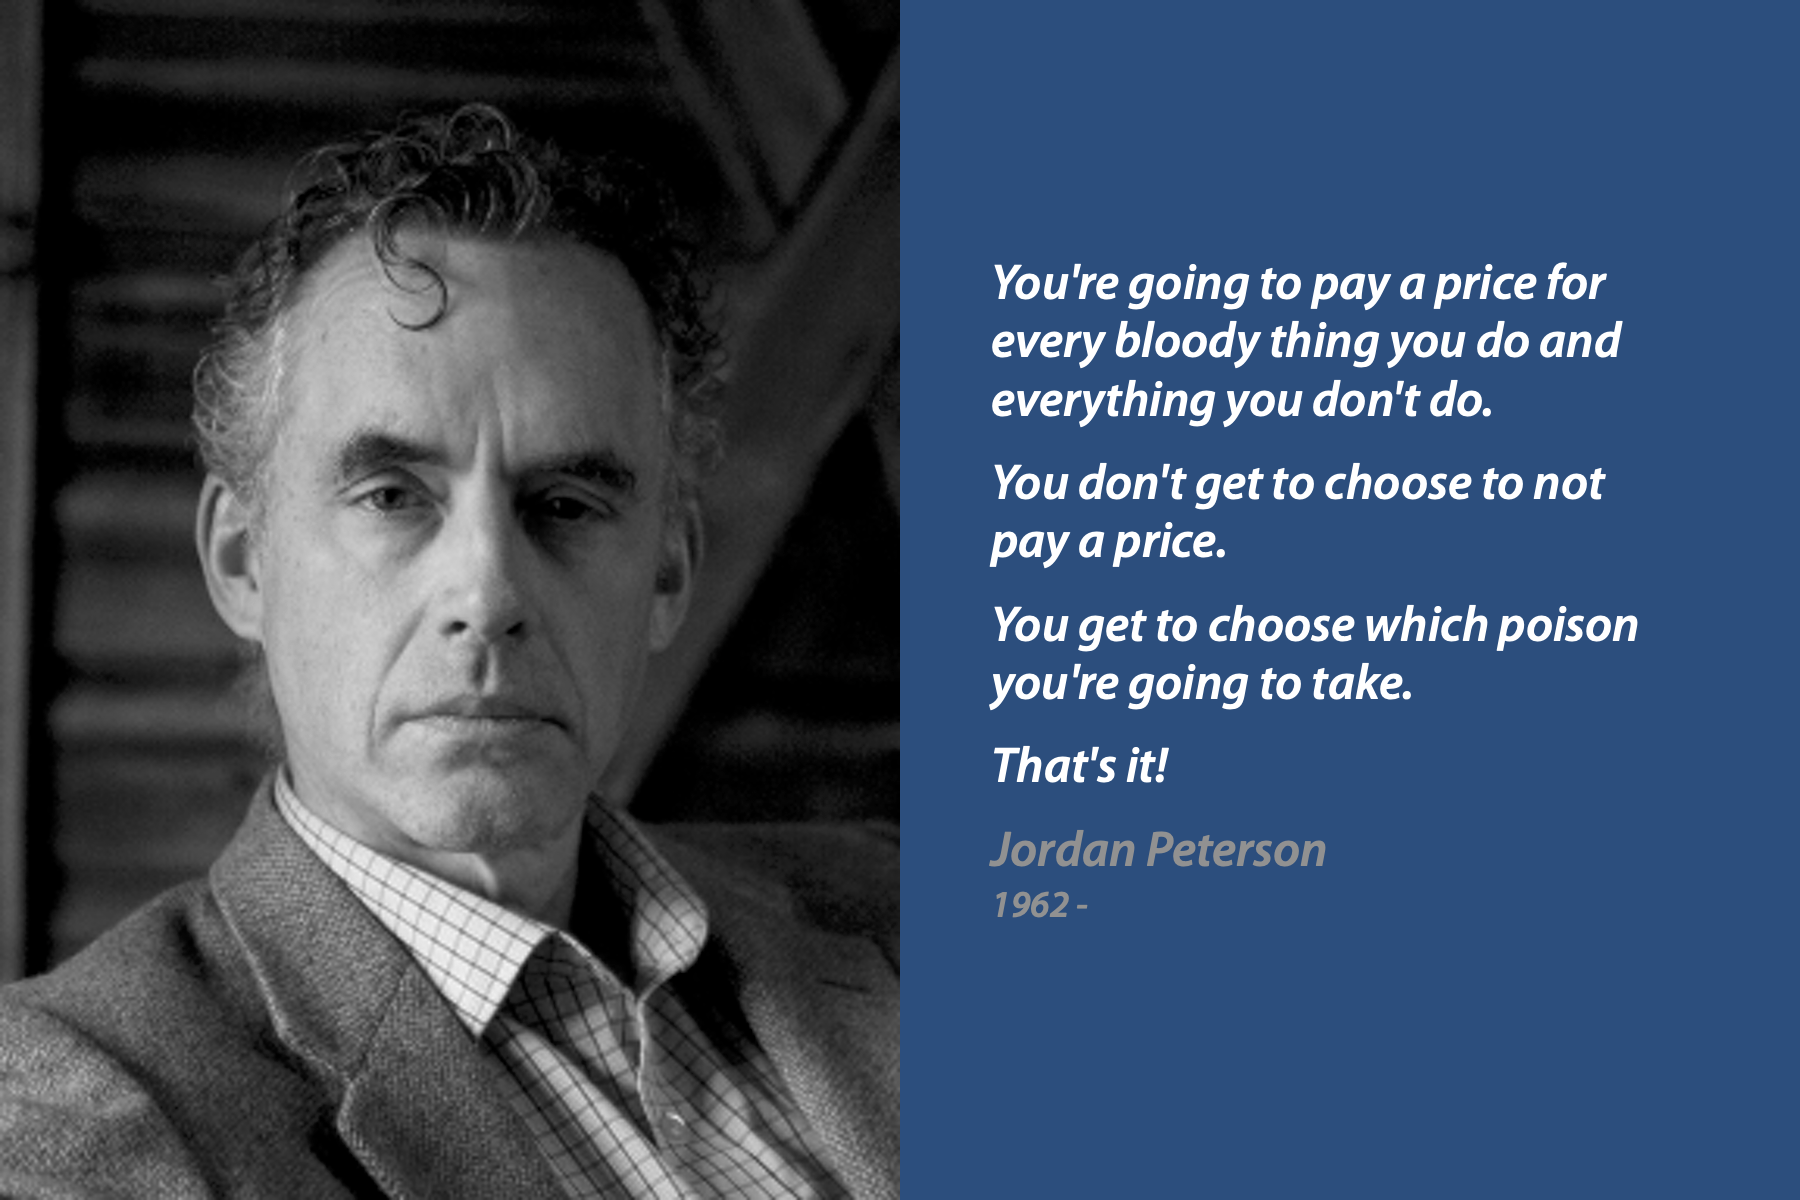 You're going to pay a price for
every bloody thing you do and
everything you don't do.
You don't get to choose to not
pay a price.
You get to choose which poison
you're going to take.
That's it!
Jordan Peterson
1962 -